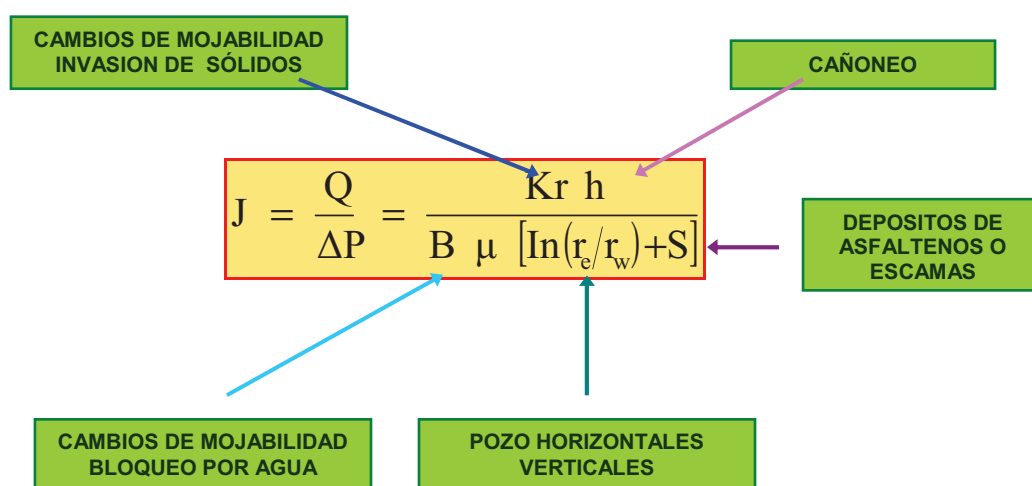 CAMBIOS DE MOJABILIDAD
INVASION DE SÓLIDOS
CAÑONEO
J = Q/ΔP = Kr h / B μ [In(re/rw)+S]
DEPOSITOS DE
ASFALTENOS O
ESCAMAS
CAMBIOS DE MOJABILIDAD
BLOQUEO POR AGUA
POZO HORIZONTALES
VERTICALES